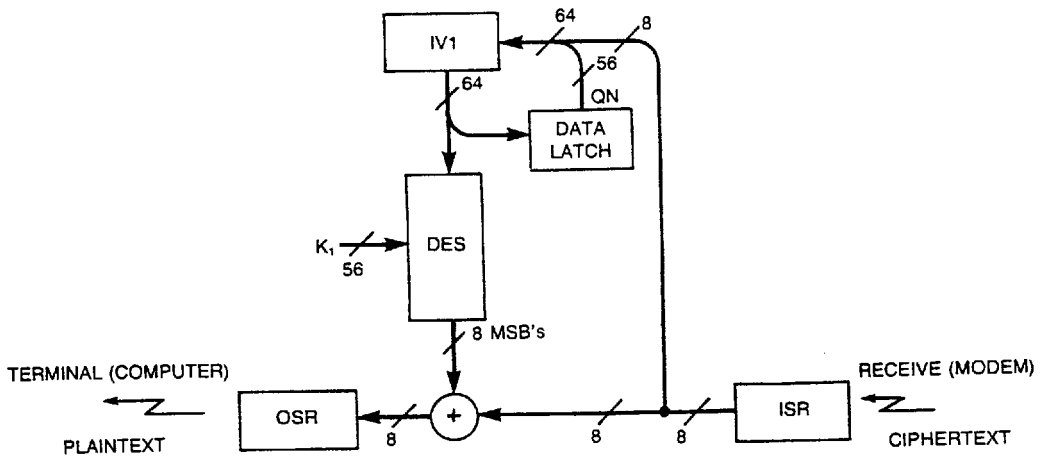 64
8
IV1
56
64
QN
DATA
LATCH
K₁
56
DES
8 MSB's
TERMINAL (COMPUTER)
RECEIVE (MODEM)
OSR
8
+
8
8
ISR
PLAINTEXT
CIPHERTEXT